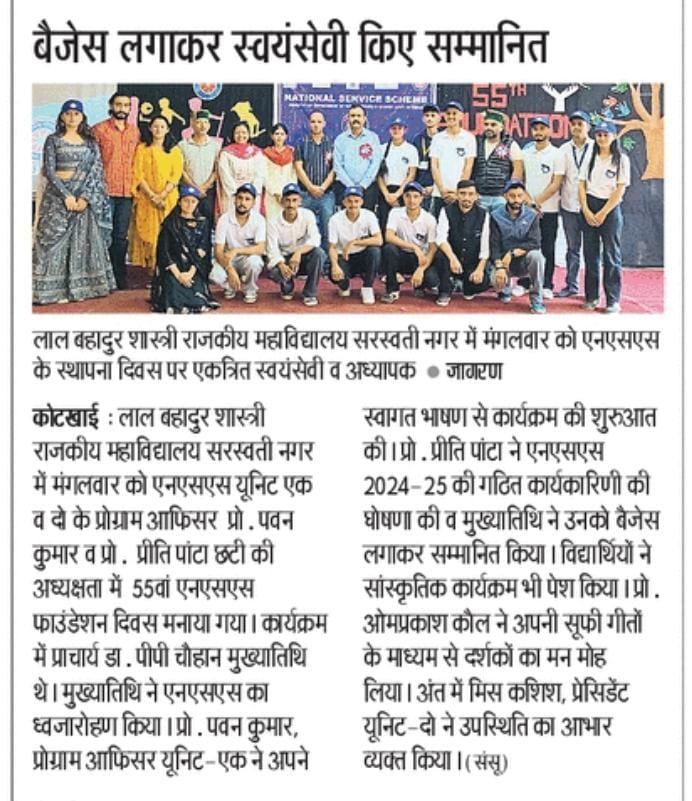 बैजेस लगाकर स्वयंसेवी किए सम्मानित
NATIONAL SERVICE SCHEME
55TH
FOUNDATION
लाल बहादुर शास्त्री राजकीय महाविद्यालय सरस्वती नगर में मंगलवार को एनएसएस
के स्थापना दिवस पर एकत्रित स्वयंसेवी व अध्यापक ● जागरण
कोटखाई : लाल बहादुर शास्त्री
राजकीय महाविद्यालय सरस्वती नगर
में मंगलवार को एनएसएस यूनिट एक
व दो के प्रोग्राम आफिसर प्रो . पवन
कुमार व प्रो . प्रीति पांटा छटी की
अध्यक्षता में 55वां एनएसएस
फाउंडेशन दिवस मनाया गया। कार्यक्रम
में प्राचार्य डा . पीपी चौहान मुख्यातिथि
थे। मुख्यातिथि ने एनएसएस का
ध्वजारोहण किया। प्रो . पवन कुमार,
प्रोग्राम आफिसर यूनिट-एक ने अपने
स्वागत भाषण से कार्यक्रम की शुरुआत
की। प्रो . प्रीति पांटा ने एनएसएस
2024-25 की गठित कार्यकारिणी की
घोषणा की व मुख्यातिथि ने उनको बैजेस
लगाकर सम्मानित किया। विद्यार्थियों ने
सांस्कृतिक कार्यक्रम भी पेश किया। प्रो .
ओमप्रकाश कौल ने अपनी सूफी गीतों
के माध्यम से दर्शकों का मन मोह
लिया। अंत में मिस कशिश, प्रेसिडेंट
यूनिट-दो ने उपस्थिति का आभार
व्यक्त किया। (संसू)